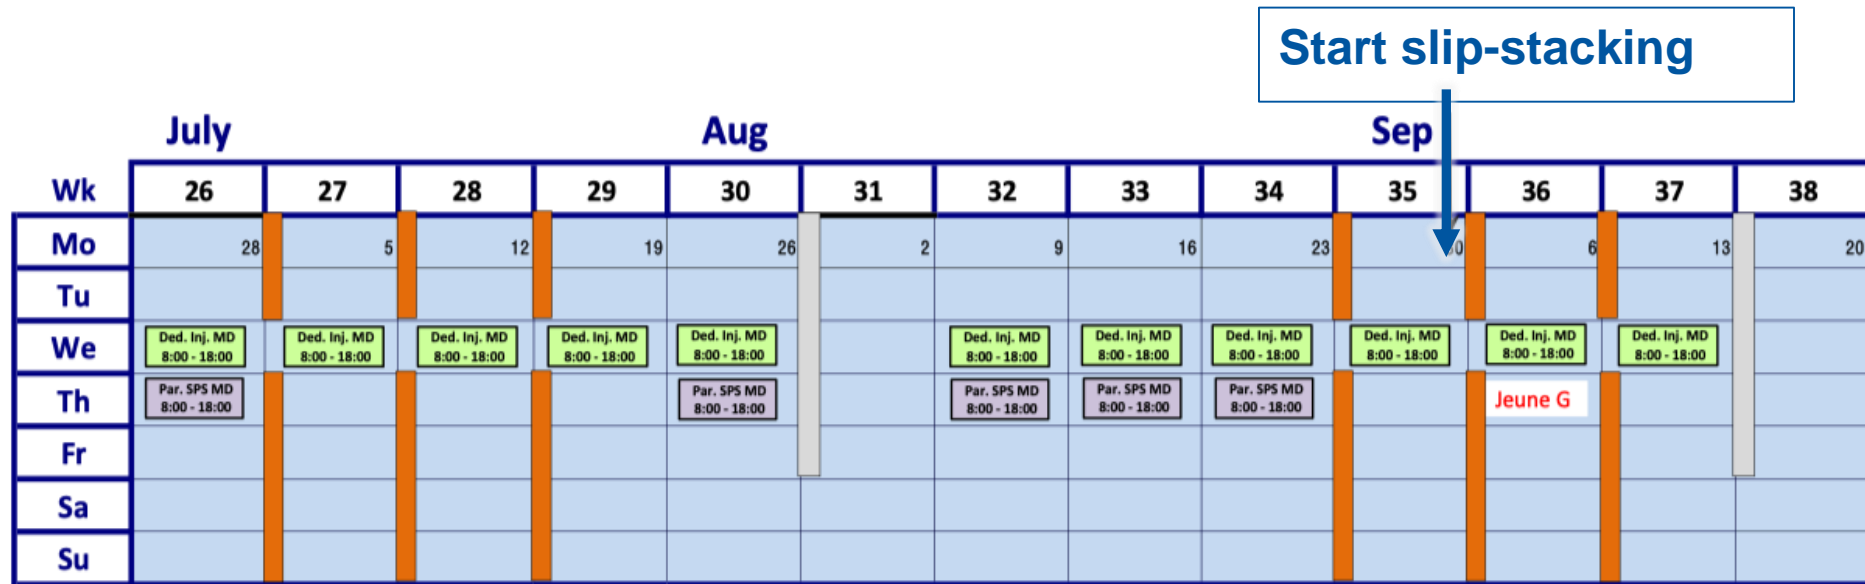 Start slip-stacking
July Aug Sep
Wk 26 27 28 29 30 31 32 33 34 35 36 37 38
Mo 28 5 12 19 26 2 9 16 23 6 13 20
Tu
We Ded. Inj. MD Ded. Inj. MD Ded. Inj. MD Ded. Inj. MD Ded. Inj. MD Ded. Inj. MD Ded. Inj. MD Ded. Inj. MD Ded. Inj. MD Ded. Inj. MD Ded. Inj. MD
8:00 - 18:00 8:00 - 18:00 8:00 - 18:00 8:00 - 18:00 8:00 - 18:00 8:00 - 18:00 8:00 - 18:00 8:00 - 18:00 8:00 - 18:00 8:00 - 18:00 8:00 - 18:00
Th Par. SPS MD Par. SPS MD Par. SPS MD Par. SPS MD Par. SPS MD Jeune G
8:00 - 18:00 8:00 - 18:00 8:00 - 18:00 8:00 - 18:00 8:00 - 18:00
Fr
Sa
Su